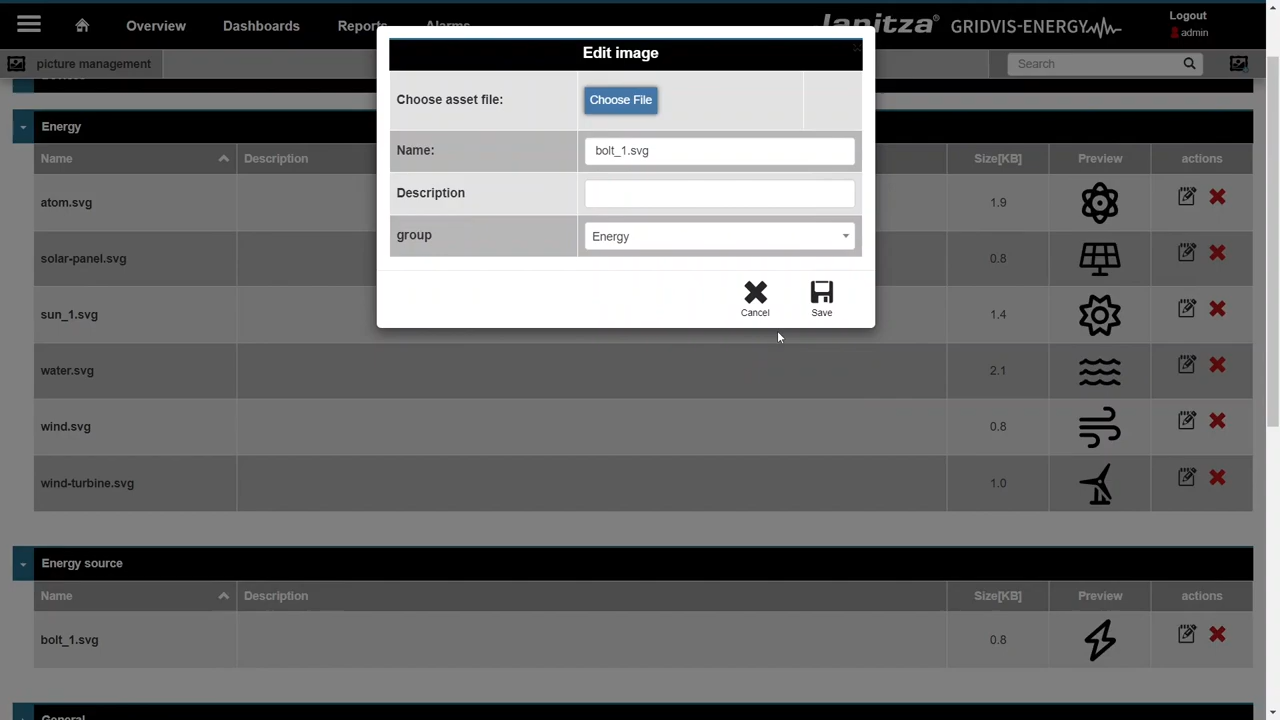 Overview
Dashboards
Reports
Alarms
Janitza® GRIDVIS-ENERGY
Logout
admin
picture management
Search
Edit image
Choose asset file:
Choose File
Name:
bolt_1.svg
Description
group
Energy
Cancel
Save
Energy
Name
Description
Size[KB]
Preview
actions
atom.svg
1.9
solar-panel.svg
0.8
sun_1.svg
1.4
water.svg
2.1
wind.svg
0.8
wind-turbine.svg
1.0
Energy source
Name
Description
Size[KB]
Preview
actions
bolt_1.svg
0.8
General